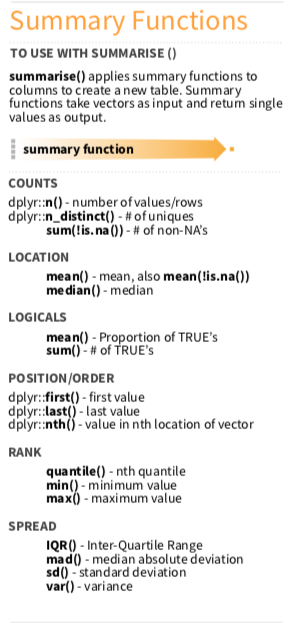 Summary Functions
TO USE WITH SUMMARISE ()
summarise() applies summary functions to
columns to create a new table. Summary
functions take vectors as input and return single
values as output.
summary function
COUNTS
dplyr::n() - number of values/rows
dplyr::n_distinct() - # of uniques
sum(!is.na()) - # of non-NA’s
LOCATION
mean() - mean, also mean(!is.na())
median() - median
LOGICALS
mean() - Proportion of TRUE’s
sum() - # of TRUE’s
POSITION/ORDER
dplyr::first() - first value
dplyr::last() - last value
dplyr::nth() - value in nth location of vector
RANK
quantile() - nth quantile
min() - minimum value
max() - maximum value
SPREAD
IQR() - Inter-Quartile Range
mad() - median absolute deviation
sd() - standard deviation
var() - variance